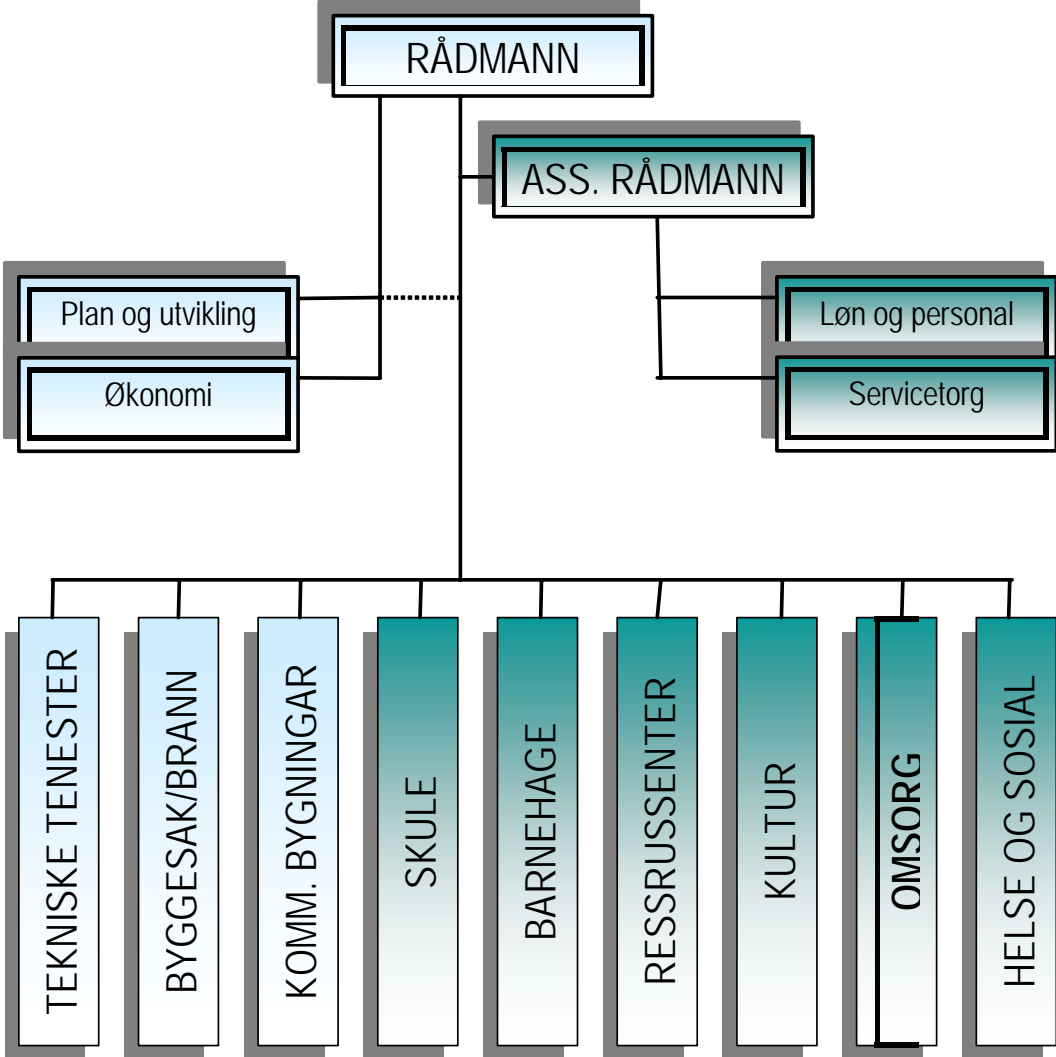 RÅDMANN
ASS. RÅDMANN
Plan og utvikling
Løn og personal
Økonomi
Servicetorg
TEKNISKE TENESTER
BYGGESAK/BRANN
KOMM. BYGNINGAR
SKULE
BARNEHAGE
RESSRUSSENTER
KULTUR
OMSORG
HELSE OG SOSIAL